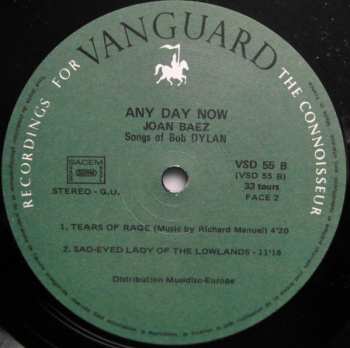 RECORDINGS FOR VANGUARD THE CONNOISSEUR
ANY DAY NOW
JOAN BAEZ
Songs of Bob DYLAN
SACEM
VSD 55 B
(VSD 55 B)
STEREO - G.U.
33 tours
FACE 2
1. TEARS OF RAGE (Music by Richard Manuel) 4'20
2. SAD-EYED LADY OF THE LOWLANDS - 11'18
Distribution Musidisc-Europe